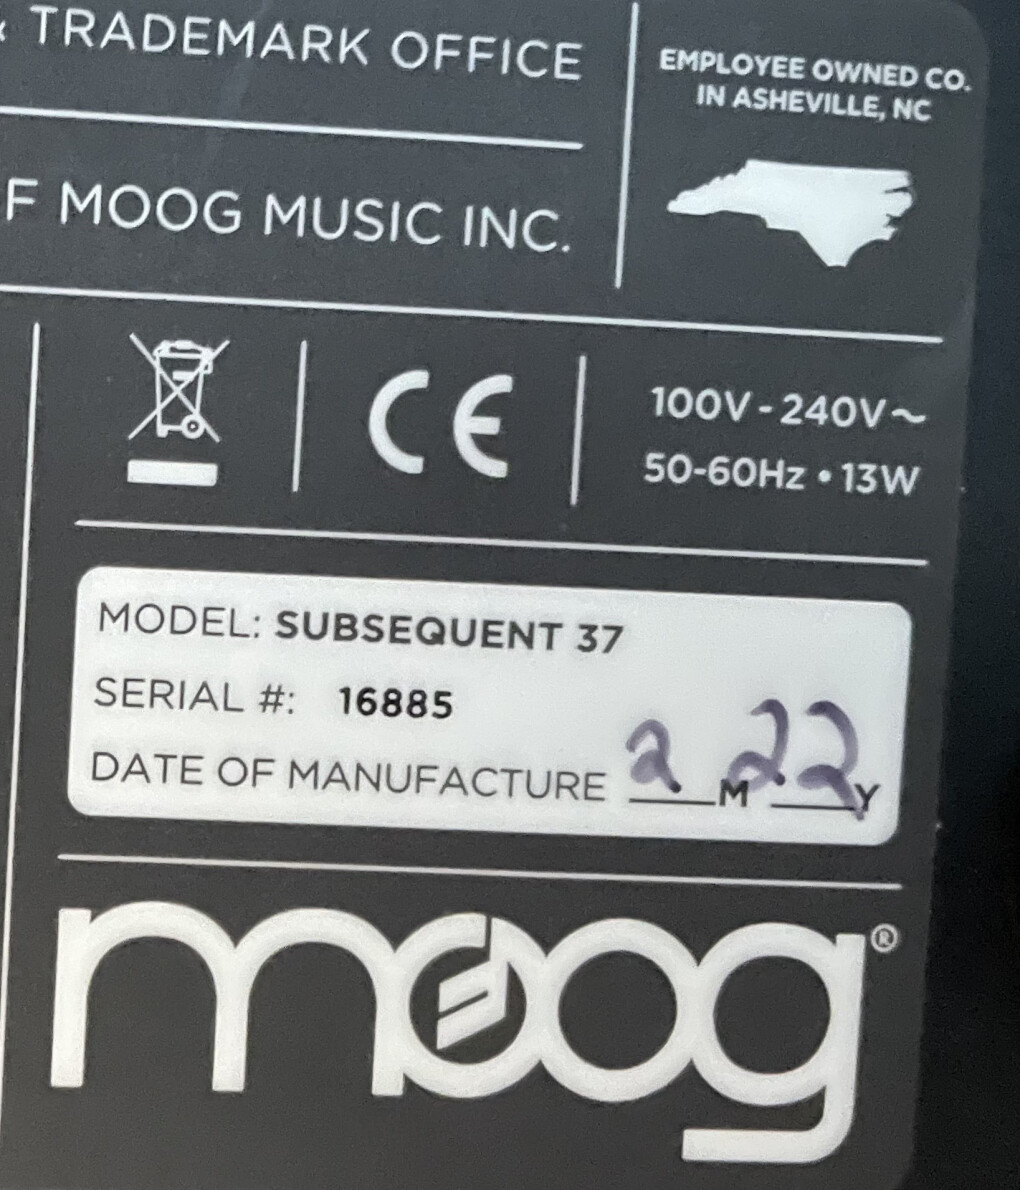 & TRADEMARK OFFICE
EMPLOYEE OWNED CO.
IN ASHEVILLE, NC
F MOOG MUSIC INC.
CE
100V - 240V~
50-60Hz • 13W
MODEL: SUBSEQUENT 37
SERIAL #: 16885
DATE OF MANUFACTURE 2 M 22 Y
moog®